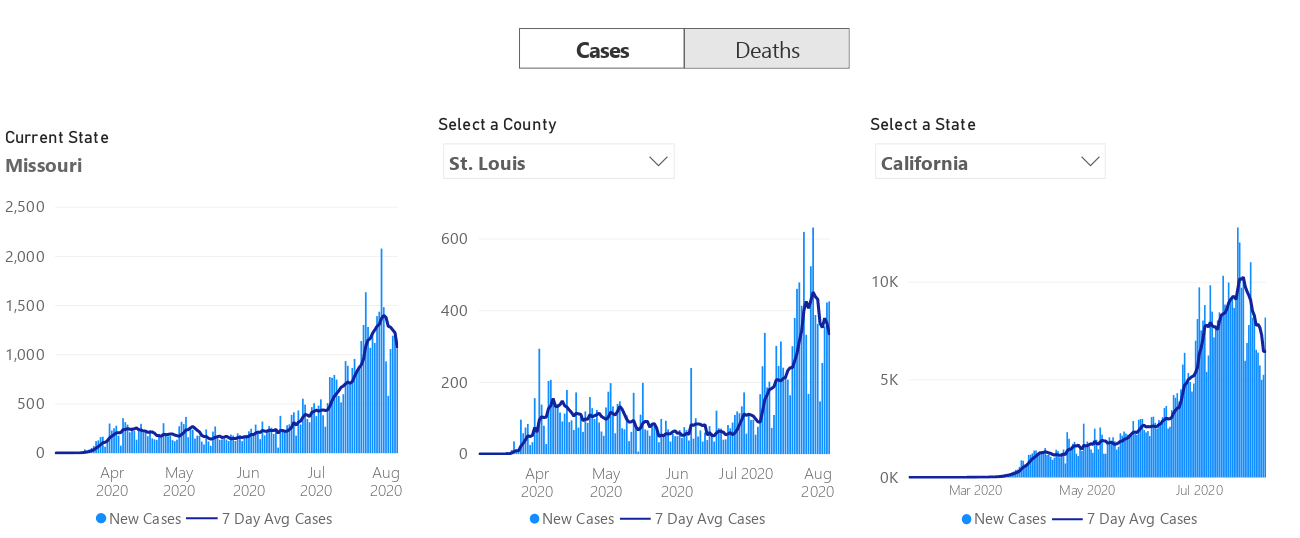 Cases Deaths
Current State
Missouri
2,500
2,000
1,500
1,000
500
0
Apr 2020
May 2020
Jun 2020
Jul 2020
Aug 2020
New Cases 7 Day Avg Cases
Select a County
St. Louis
600
400
200
0
Apr 2020
May 2020
Jun 2020
Jul 2020
Aug 2020
New Cases 7 Day Avg Cases
Select a State
California
10K
5K
0K
Mar 2020
May 2020
Jul 2020
New Cases 7 Day Avg Cases